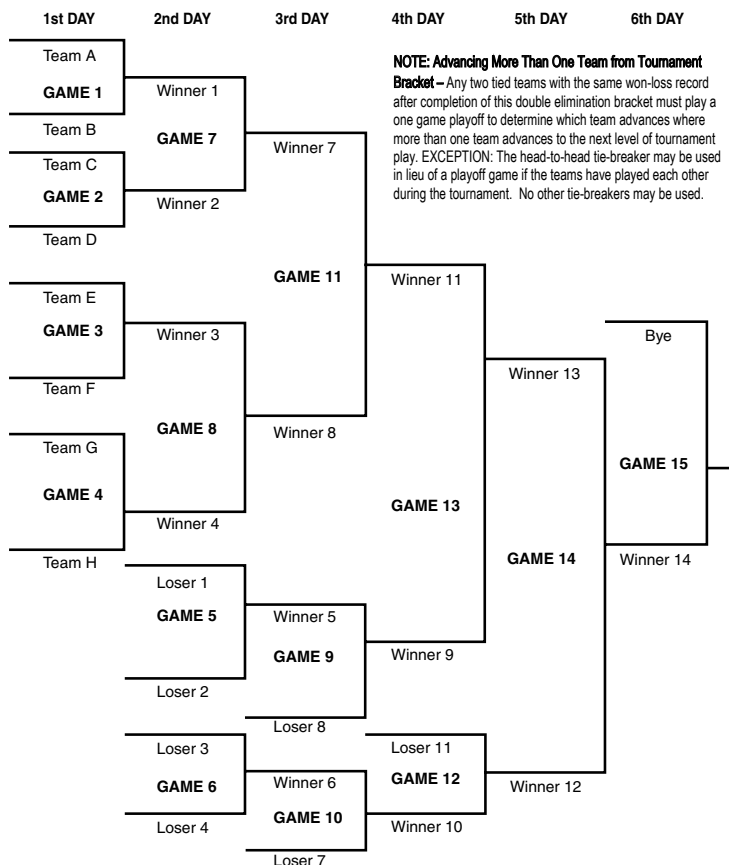 1st DAY 2nd DAY 3rd DAY 4th DAY 5th DAY 6th DAY
NOTE: Advancing More Than One Team from Tournament
Bracket – Any two tied teams with the same won-loss record
after completion of this double elimination bracket must play a
one game playoff to determine which team advances where
more than one team advances to the next level of tournament
play. EXCEPTION: The head-to-head tie-breaker may be used
in lieu of a playoff game if the teams have played each other
during the tournament. No other tie-breakers may be used.
Team A
GAME 1
Team B
Team C
GAME 2
Team D
Team E
GAME 3
Team F
Team G
GAME 4
Team H
Winner 1
GAME 7
Winner 2
Winner 3
GAME 8
Winner 4
Loser 1
GAME 5
Loser 2
Loser 3
GAME 6
Loser 4
Winner 7
GAME 11
Winner 8
Winner 5
GAME 9
Loser 8
Winner 6
GAME 10
Loser 7
Winner 11
GAME 13
Winner 9
Loser 11
GAME 12
Winner 10
Winner 13
GAME 14
Winner 12
Bye
GAME 15
Winner 14